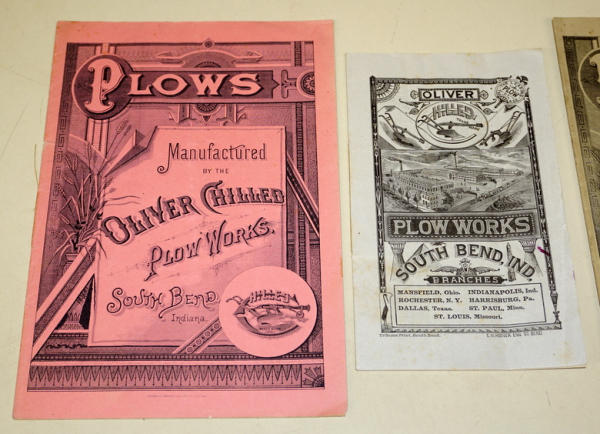 PLOWS
Manufactured
BY THE
OLIVER CHILLED
PLOW WORKS.
SOUTH BEND,
Indiana.
CHILLED
OLIVER
CHILLED
PLOW WORKS
SOUTH BEND, IND.
BRANCHES
MANSFIELD, Ohio. INDIANAPOLIS, Ind.
ROCHESTER, N. Y. HARRISBURG, Pa.
DALLAS, Texas. ST. PAUL, Minn.
ST. LOUIS, Missouri.